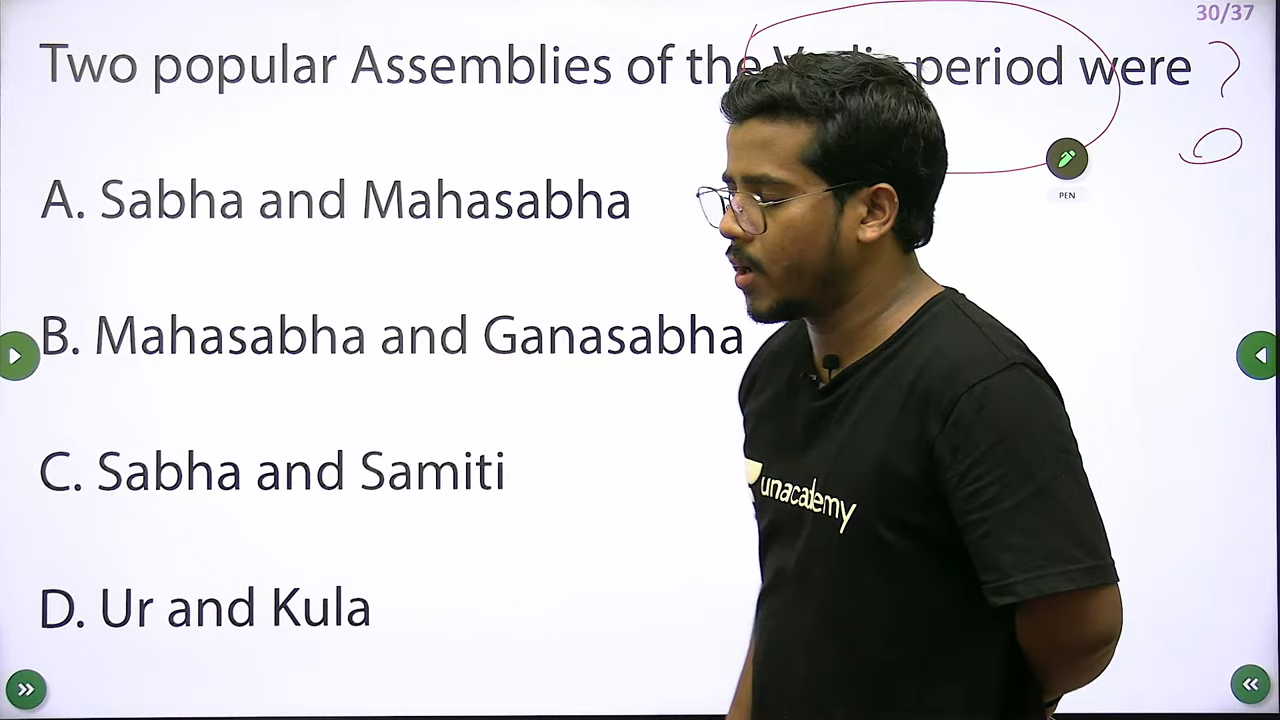 30/37
Two popular Assemblies of the Vedic period were ?
A. Sabha and Mahasabha
PEN
B. Mahasabha and Ganasabha
C. Sabha and Samiti
unacademy
D. Ur and Kula